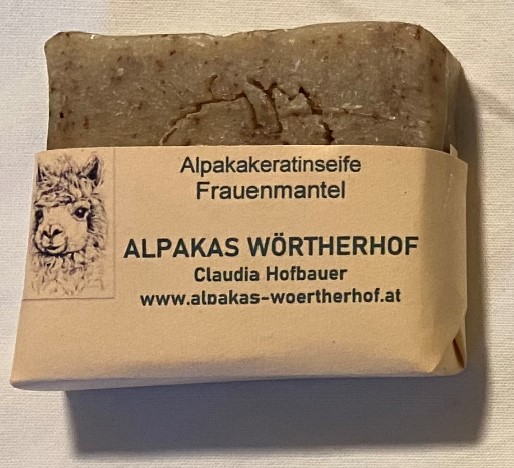 Alpakakeratinseife
Frauenmantel
ALPAKAS WÖRTHERHOF
Claudia Hofbauer
www.alpakas-woertherhof.at